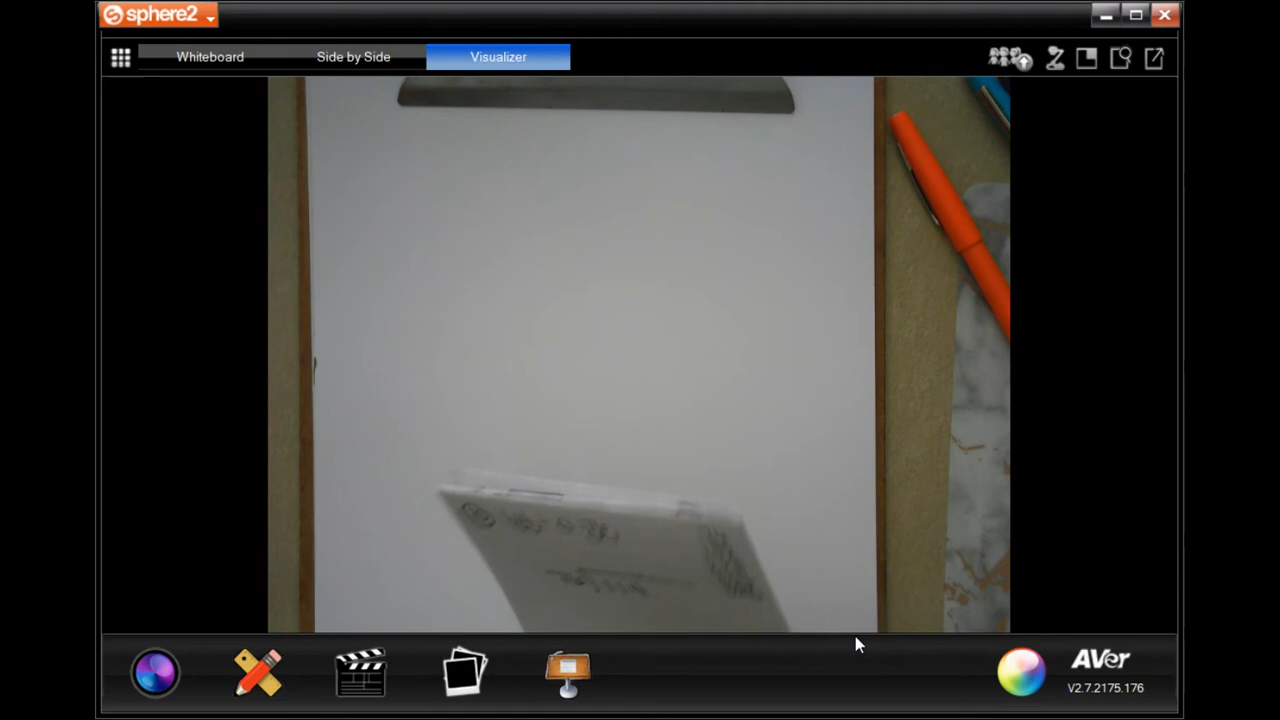 sphere2
Whiteboard
Side by Side
Visualizer
AVer
V2.7.2175.176